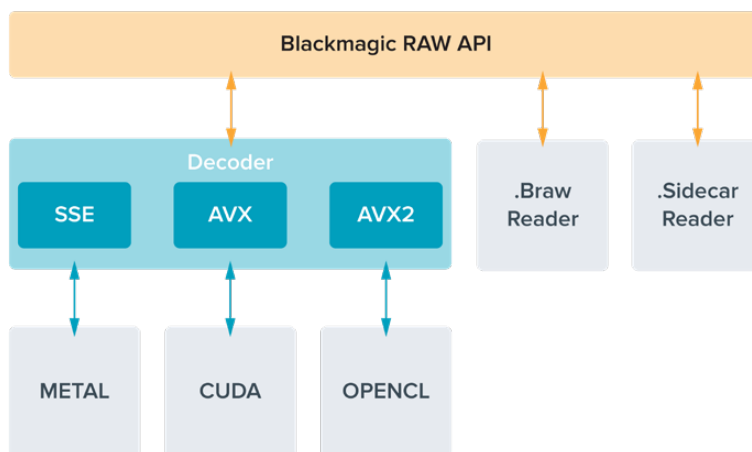 Blackmagic RAW API
Decoder
SSE
AVX
AVX2
.Braw
Reader
.Sidecar
Reader
METAL
CUDA
OPENCL